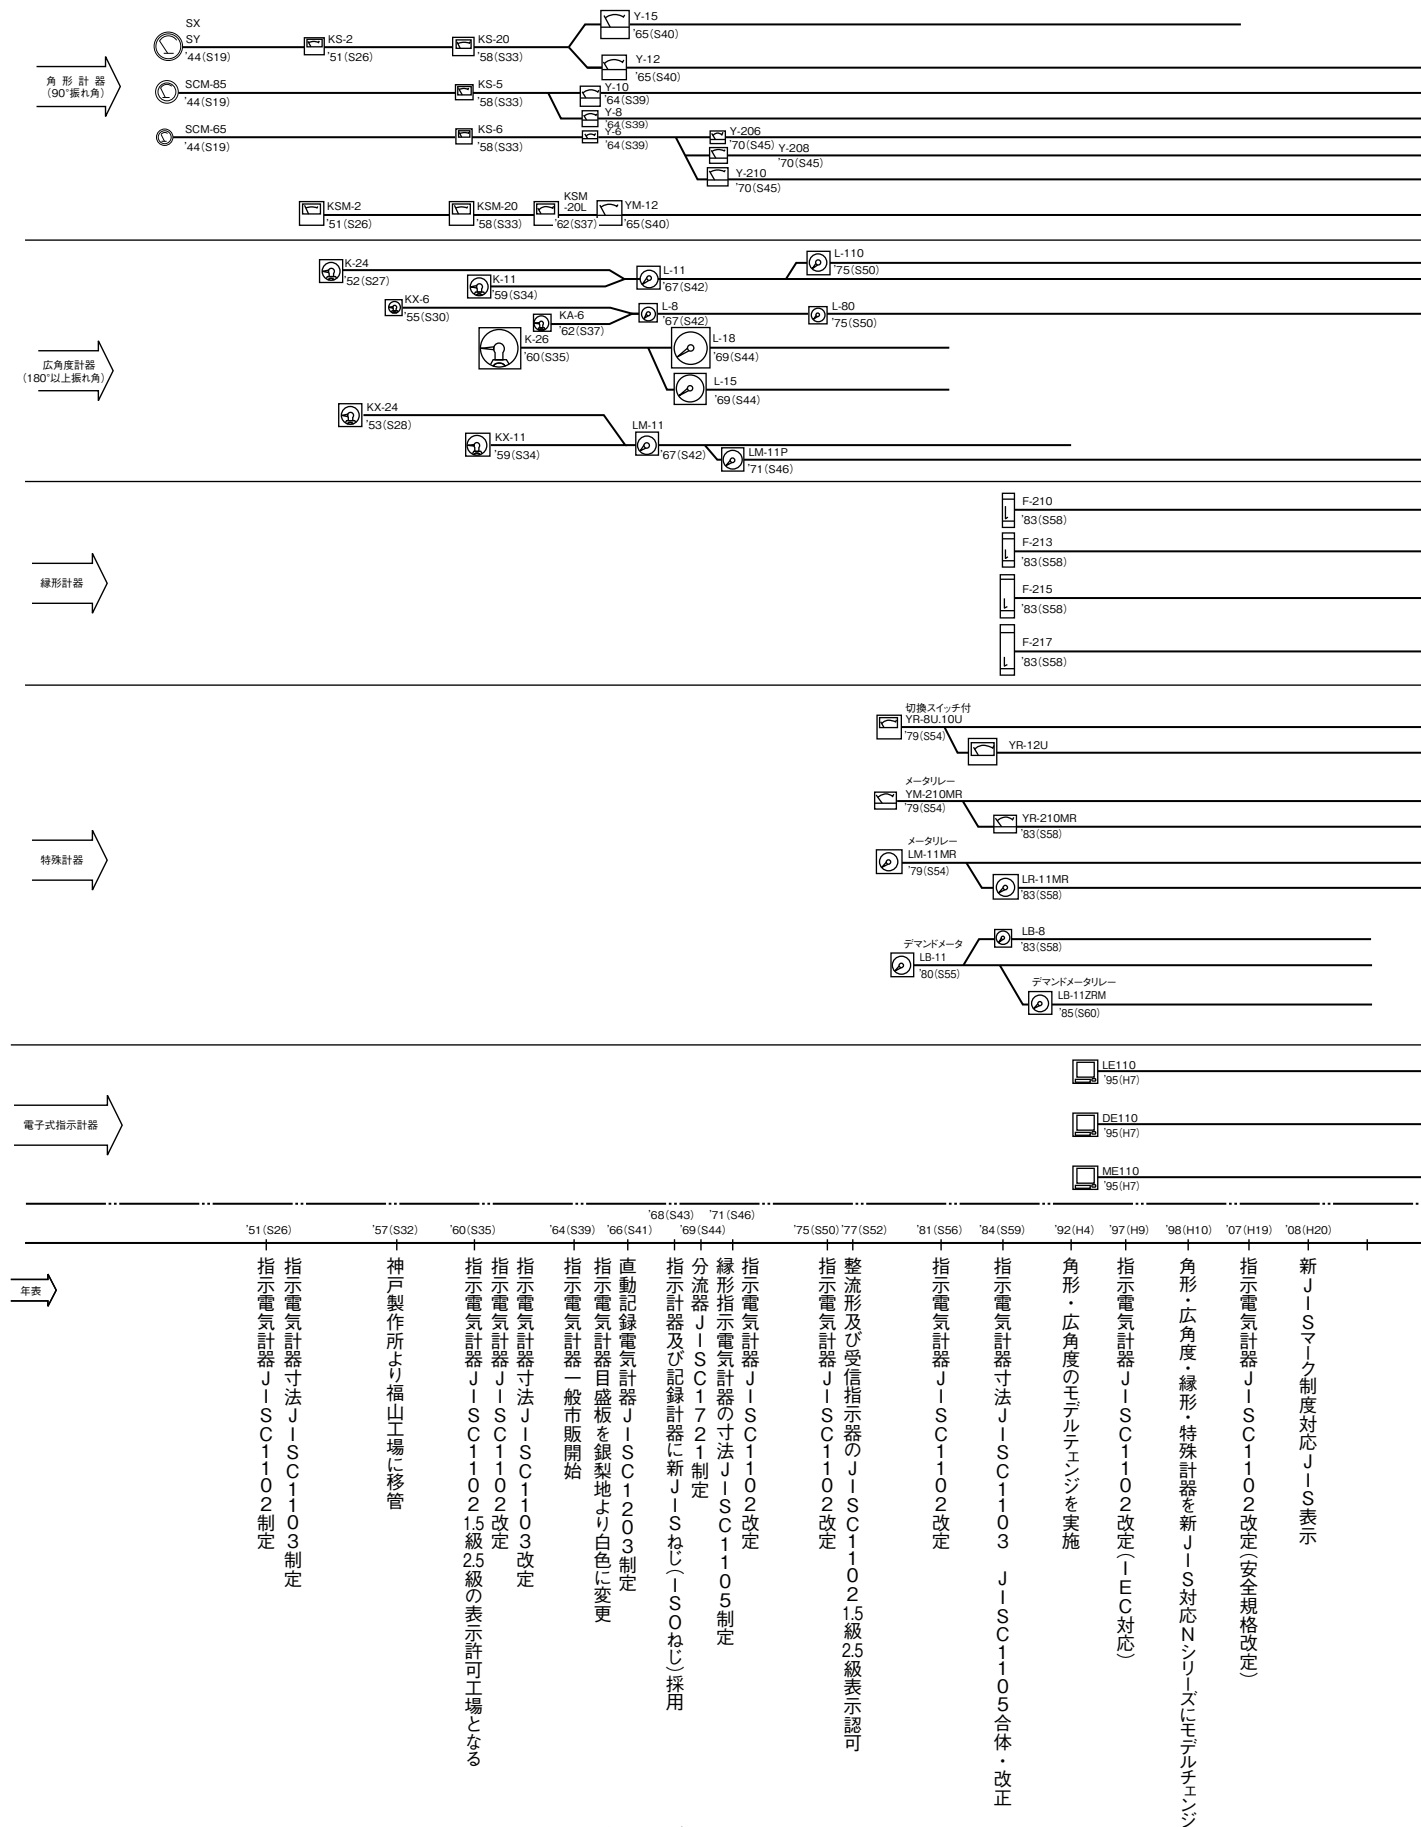 角形計器
(90°振れ角)
SX
SY
'44(S19)
KS-2
'51(S26)
KS-20
'58(S33)
Y-15
'65(S40)
Y-12
'65(S40)
SCM-85
'44(S19)
KS-5
'58(S33)
Y-10
'64(S39)
Y-8
'64(S39)
SCM-65
'44(S19)
KS-6
'58(S33)
Y-6
'64(S39)
Y-206
'70(S45)
Y-208
'70(S45)
Y-210
'70(S45)
KSM-2
'51(S26)
KSM-20
'58(S33)
KSM
-20L
'62(S37)
YM-12
'65(S40)
広角度計器
(180°以上振れ角)
K-24
'52(S27)
K-11
'59(S34)
L-11
'67(S42)
L-110
'75(S50)
KX-6
'55(S30)
KA-6
'62(S37)
L-8
'67(S42)
L-80
'75(S50)
K-26
'60(S35)
L-18
'69(S44)
L-15
'69(S44)
KX-24
'53(S28)
KX-11
'59(S34)
LM-11
'67(S42)
LM-11P
'71(S46)
縁形計器
F-210
'83(S58)
F-213
'83(S58)
F-215
'83(S58)
F-217
'83(S58)
特殊計器
切換スイッチ付
YR-8U.10U
'79(S54)
YR-12U
メータリレー
YM-210MR
'79(S54)
YR-210MR
'83(S58)
メータリレー
LM-11MR
'79(S54)
LR-11MR
'83(S58)
デマンドメータ
LB-11
'80(S55)
LB-8
'83(S58)
デマンドメータリレー
LB-11ZRM
'85(S60)
電子式指示計器
LE110
'95(H7)
DE110
'95(H7)
ME110
'95(H7)
年表
'51(S26)
指示電気計器JISC1102制定
指示電気計器寸法JISC1103制定
'57(S32)
神戸製作所より福山工場に移管
'60(S35)
指示電気計器JISC1102 1.5級2.5級の表示許可工場となる
指示電気計器JISC1102改定
指示電気計器寸法JISC1103改定
'64(S39)
指示電気計器一般市販開始
指示電気計器目盛板を銀梨地より白色に変更
'66(S41)
直動記録電気計器JISC1203制定
'68(S43)
指示計器及び記録計器に新JISねじ(ISOねじ)採用
'69(S44)
分流器JISC1721制定
'71(S46)
縁形指示電気計器の寸法JISC1105制定
指示電気計器JISC1102改定
'75(S50)
指示電気計器JISC1102改定
'77(S52)
整流形及び受信指示器のJISC1102 1.5級2.5級表示認可
'81(S56)
指示電気計器JISC1102改定
'84(S59)
指示電気計器寸法JISC1103 JISC1105合体・改正
'92(H4)
角形・広角度のモデルテェンジを実施
'97(H9)
指示電気計器JISC1102改定(IEC対応)
'98(H10)
角形・広角度・縁形・特殊計器を新JIS対応Nシリーズにモデルチェンジ
'07(H19)
指示電気計器JISC1102改定(安全規格改定)
'08(H20)
新JISマーク制度対応JIS表示